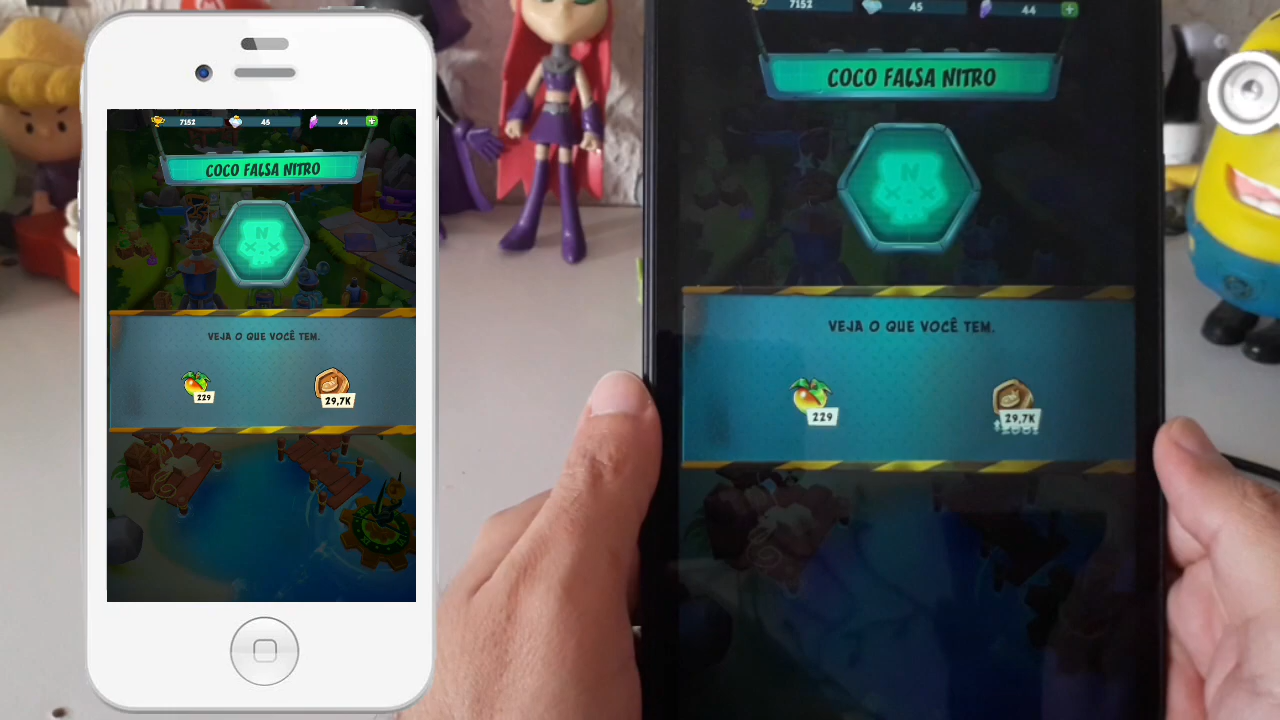 7152 45 44
COCO FALSA NITRO
N
VEJA O QUE VOCÊ TEM.
229 29,7K
7152 45 44
COCO FALSA NITRO
N
VEJA O QUE VOCÊ TEM.
229 29,7K